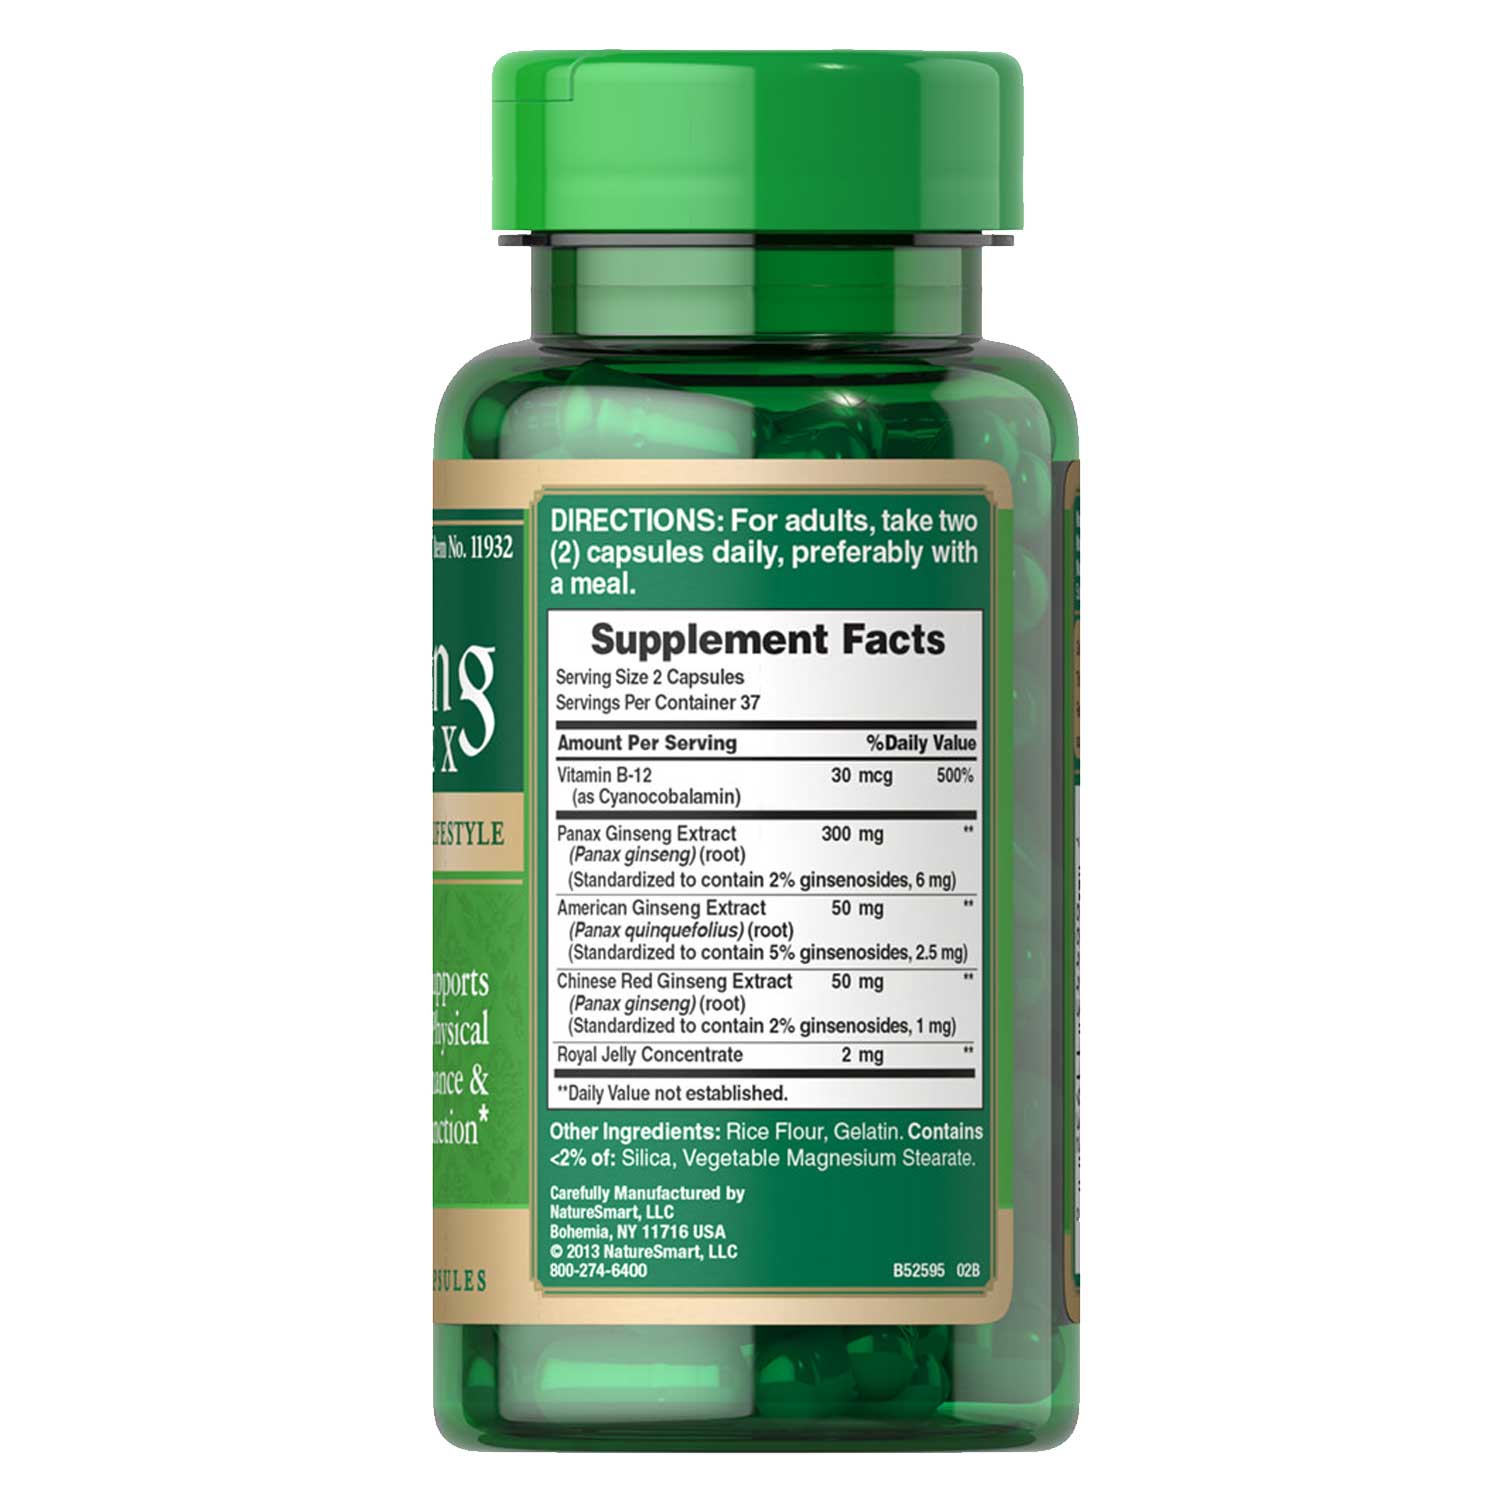 Item No. 11932
DIRECTIONS: For adults, take two
(2) capsules daily, preferably with
a meal.
Supplement Facts
Serving Size 2 Capsules
Servings Per Container 37
Amount Per Serving %Daily Value
Vitamin B-12 30 mcg 500%
(as Cyanocobalamin)
Panax Ginseng Extract 300 mg **
(Panax ginseng) (root)
(Standardized to contain 2% ginsenosides, 6 mg)
American Ginseng Extract 50 mg **
(Panax quinquefolius) (root)
(Standardized to contain 5% ginsenosides, 2.5 mg)
Chinese Red Ginseng Extract 50 mg **
(Panax ginseng) (root)
(Standardized to contain 2% ginsenosides, 1 mg)
Royal Jelly Concentrate 2 mg **
**Daily Value not established.
Other Ingredients: Rice Flour, Gelatin. Contains
<2% of: Silica, Vegetable Magnesium Stearate.
Carefully Manufactured by
NatureSmart, LLC
Bohemia, NY 11716 USA
© 2013 NatureSmart, LLC
800-274-6400 B52595 02B